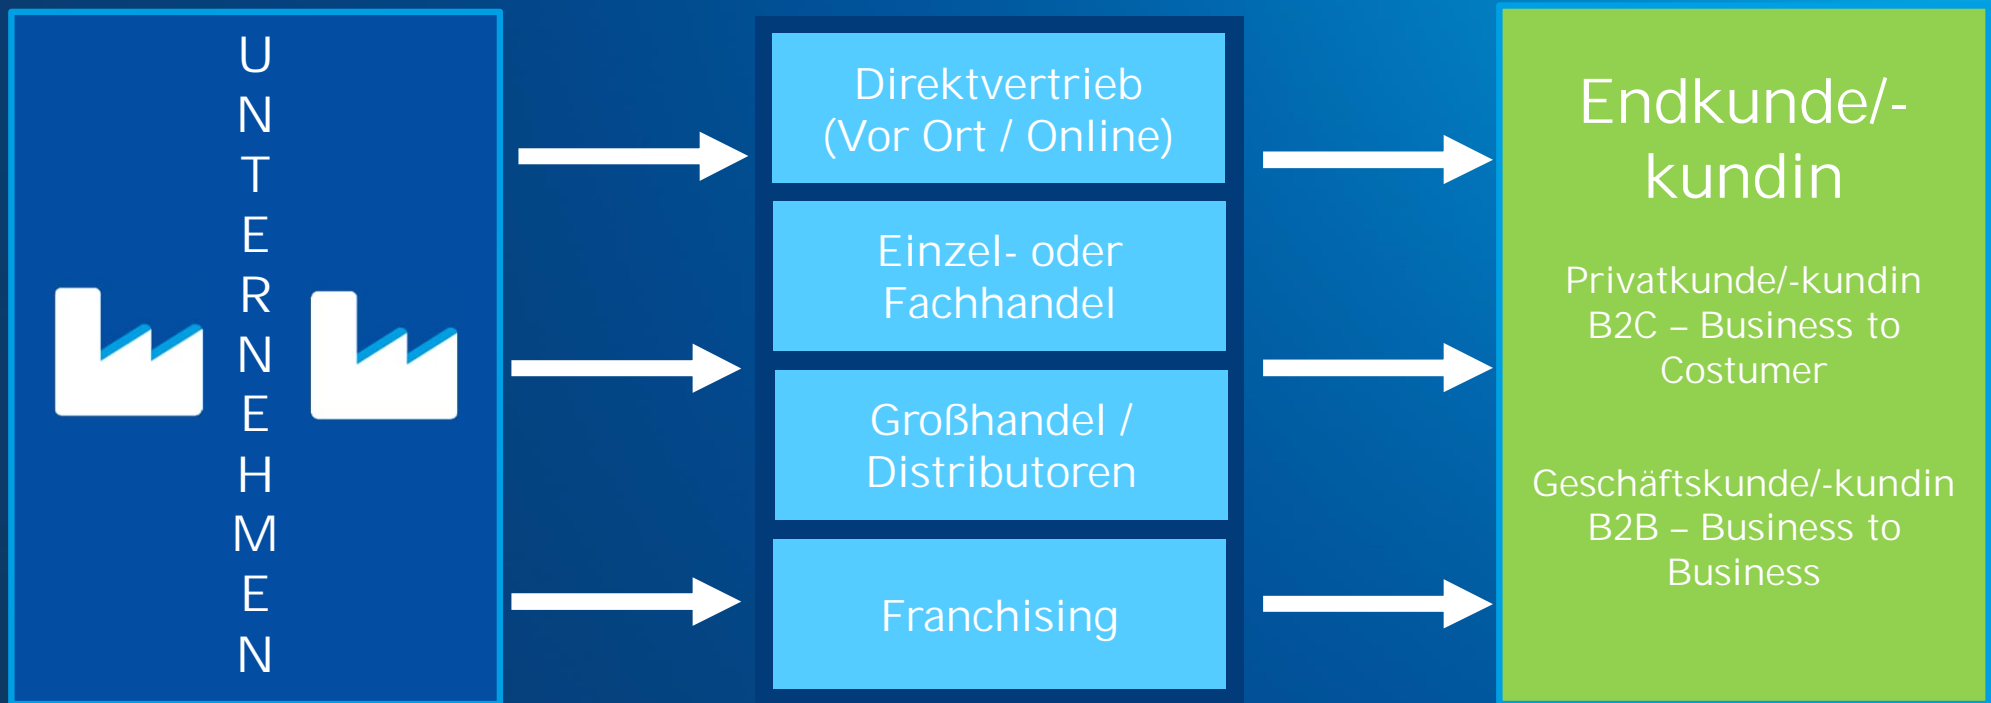 UNTERNEHMEN
Direktvertrieb
(Vor Ort / Online)
Einzel- oder
Fachhandel
Großhandel /
Distributoren
Franchising
Endkunde/-
kundin
Privatkunde/-kundin
B2C – Business to
Costumer
Geschäftskunde/-kundin
B2B – Business to
Business